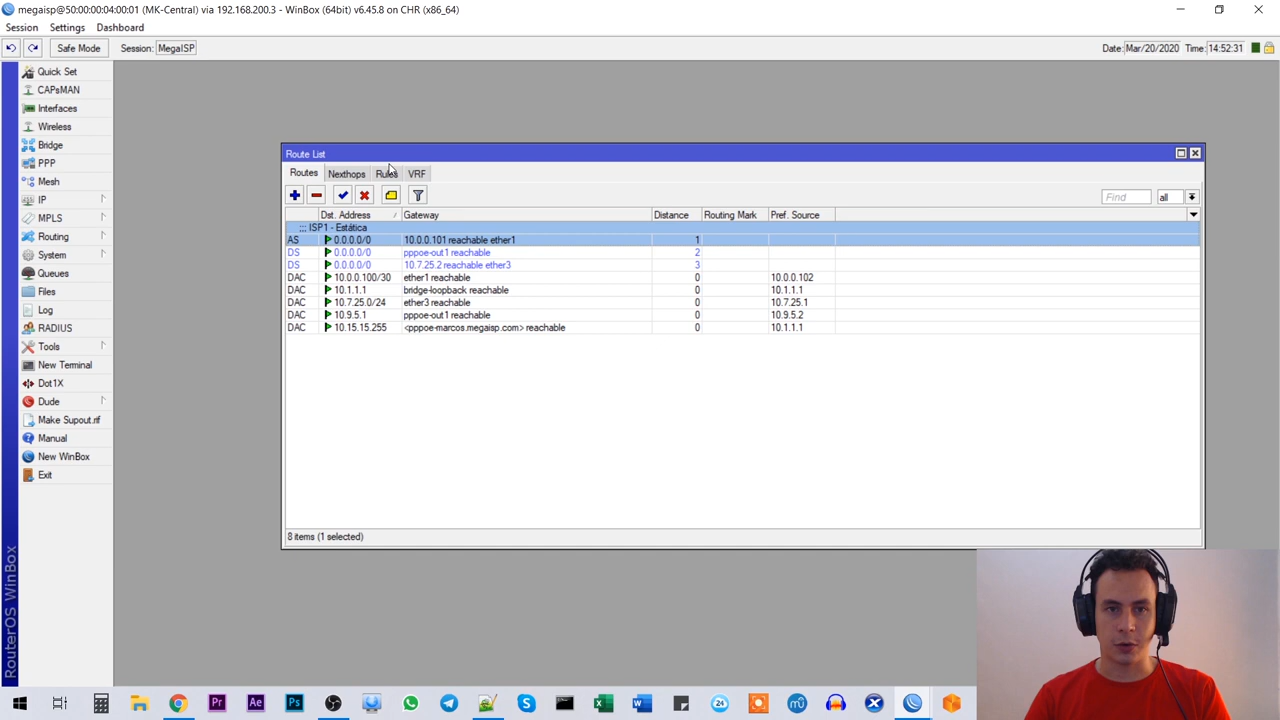 megaisp@50:00:00:04:00:01 (MK-Central) via 192.168.200.3 - WinBox (64bit) v6.45.8 on CHR (x86_64)
Session Settings Dashboard
Safe Mode Session: MegaISP Date: Mar/20/2020 Time: 14:52:31
Quick Set
CAPsMAN
Interfaces
Wireless
Bridge
PPP
Mesh
IP
MPLS
Routing
System
Queues
Files
Log
RADIUS
Tools
New Terminal
Dot1X
Dude
Make Supout.rif
Manual
New WinBox
Exit
RouterOS WinBox
Route List
Routes Nexthops Rules VRF
Find all
Dst. Address Gateway Distance Routing Mark Pref. Source
::: ISP1 - Estática
AS 0.0.0.0/0 10.0.0.101 reachable ether1 1
DS 0.0.0.0/0 pppoe-out1 reachable 2
DS 0.0.0.0/0 10.7.25.2 reachable ether3 3
DAC 10.0.0.100/30 ether1 reachable 0 10.0.0.102
DAC 10.1.1.1 bridge-loopback reachable 0 10.1.1.1
DAC 10.7.25.0/24 ether3 reachable 0 10.7.25.1
DAC 10.9.5.1 pppoe-out1 reachable 0 10.9.5.2
DAC 10.15.15.255 <pppoe-marcos.megaisp.com> reachable 0 10.1.1.1
8 items (1 selected)
Pr Ae Ps 24